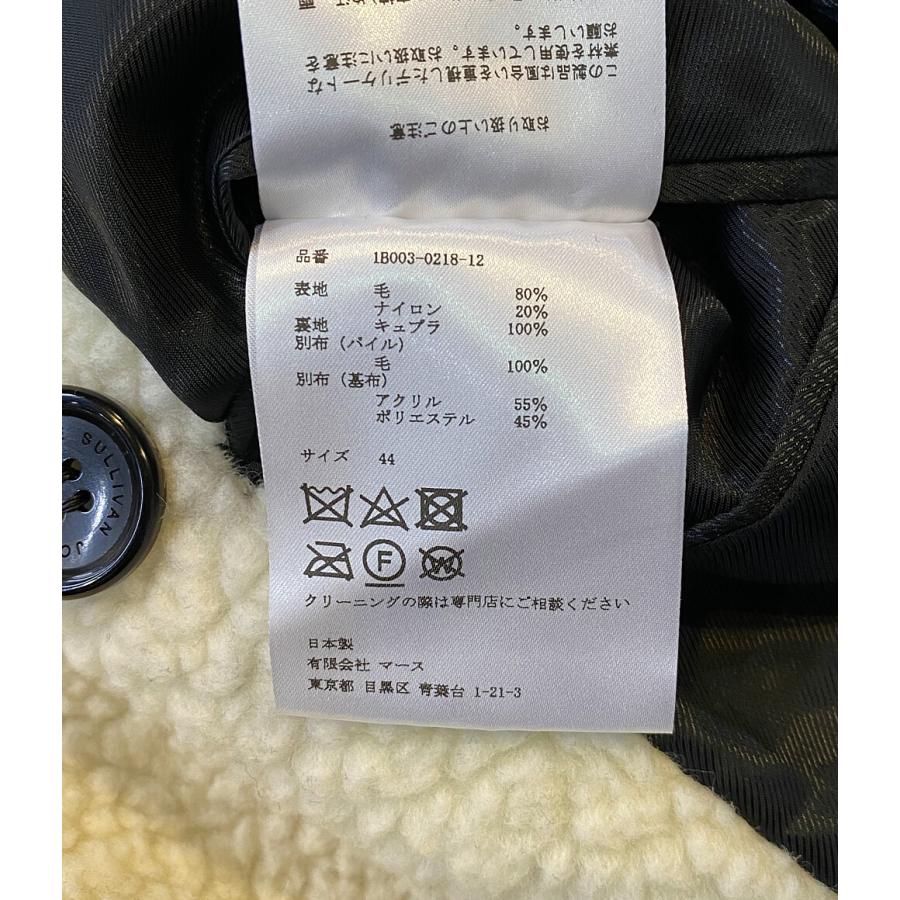 お取り扱い上のご注意
この製品は風合いを重視したデリケートな
素材を使用しています。お取扱いに注意を
お願いします。
品番 1B003-0218-12
表地 毛 80%
ナイロン 20%
裏地 キュプラ 100%
別布(パイル)
毛 100%
別布(基布)
アクリル 55%
ポリエステル 45%
サイズ 44
F
W
クリーニングの際は専門店にご相談ください
日本製
有限会社 マース
東京都 目黒区 青葉台 1-21-3
SULLIVAN JO